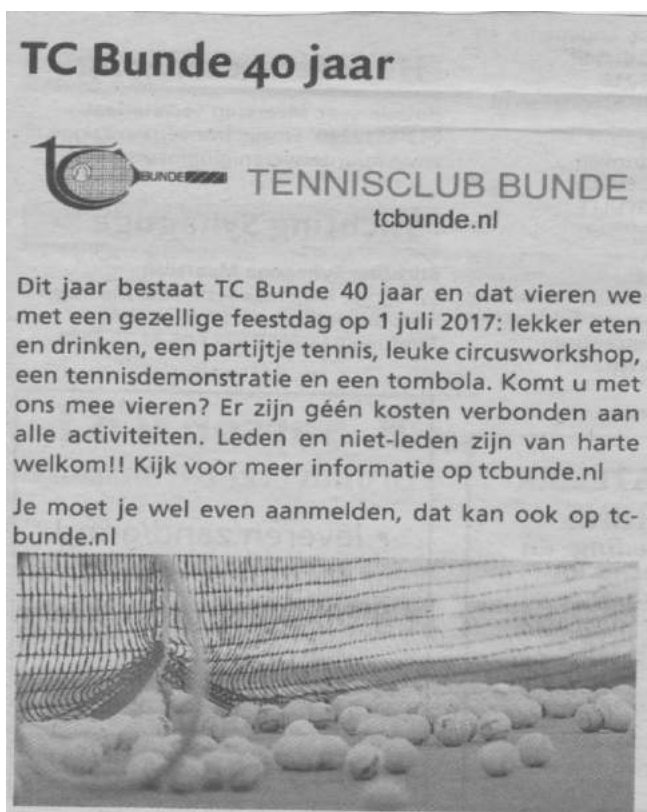 TC Bunde 40 jaar
tc BUNDE
TENNISCLUB BUNDE
tcbunde.nl
Dit jaar bestaat TC Bunde 40 jaar en dat vieren we
met een gezellige feestdag op 1 juli 2017: lekker eten
en drinken, een partijtje tennis, leuke circusworkshop,
een tennisdemonstratie en een tombola. Komt u met
ons mee vieren? Er zijn géén kosten verbonden aan
alle activiteiten. Leden en niet-leden zijn van harte
welkom!! Kijk voor meer informatie op tcbunde.nl
Je moet je wel even aanmelden, dat kan ook op tc-
bunde.nl